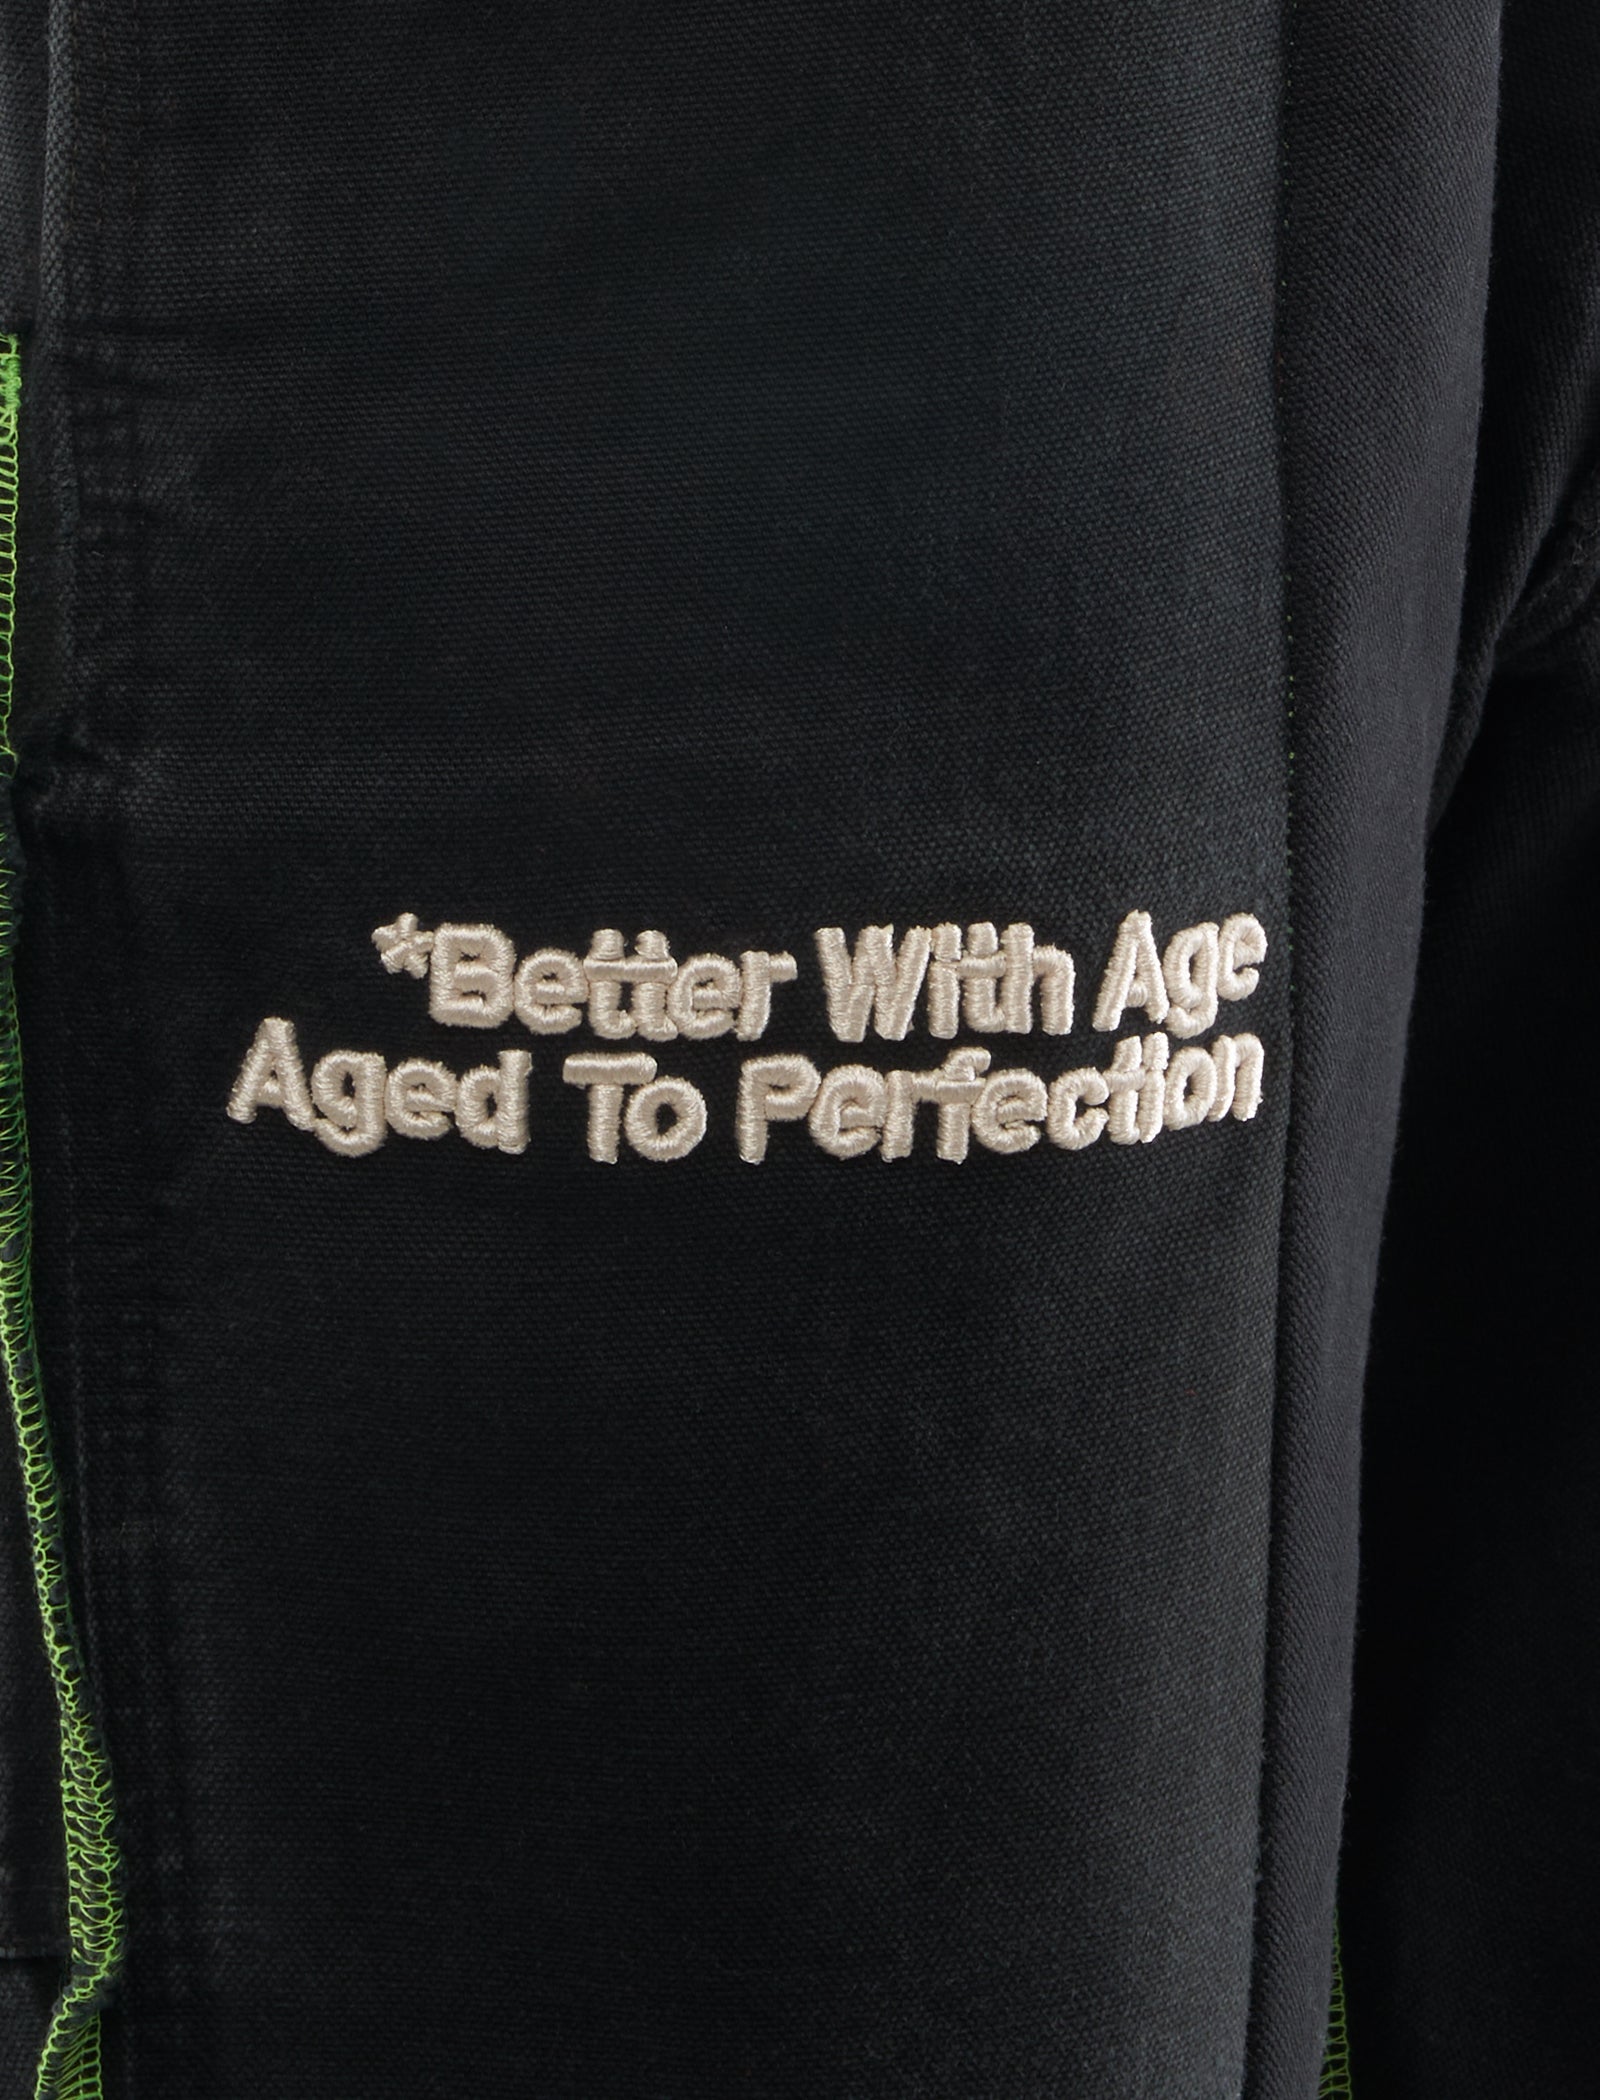 *Better With Age
Aged To Perfection